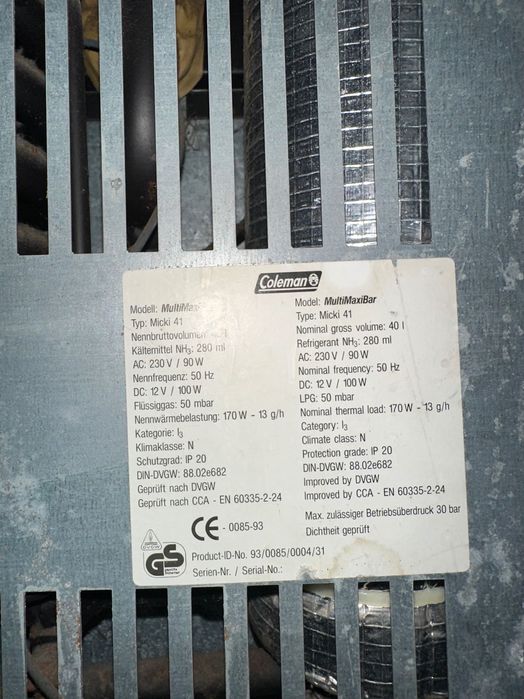 Coleman
Modell:
Typ: Micki 41
Nennbruttovolumen
Kältemittel NH3: 280 ml
AC: 230 V / 90 W
Nennfrequenz: 50 Hz
DC: 12 V / 100 W
Flüssiggas: 50 mbar
Nennwärmebelastung: 170 W - 13 g/h
Kategorie: I3
Klimaklasse: N
Schutzgrad: IP 20
DIN-DVGW: 88.02e682
Geprüft nach DVGW
Geprüft nach CCA - EN 60335-2-24
Model: MultiMaxiBar
Type: Micki 41
Nominal gross volume: 40 l
Refrigerant NH3: 280 ml
AC: 230 V / 90 W
Nominal frequency: 50 Hz
DC: 12 V / 100 W
LPG: 50 mbar
Nominal thermal load: 170 W - 13 g/h
Category: I3
Climate class: N
Protection grade: IP 20
DIN-DVGW: 88.02e682
Improved by DVGW
Improved by CCA - EN 60335-2-24
Max. zulässiger Betriebsüberdruck 30 bar
Dichtheit geprüft
CE - 0085-93
DVGW
GS
geprüfte
Sicherheit
Product-ID-No. 93/0085/0004/31
Serien-Nr. / Serial-No.: